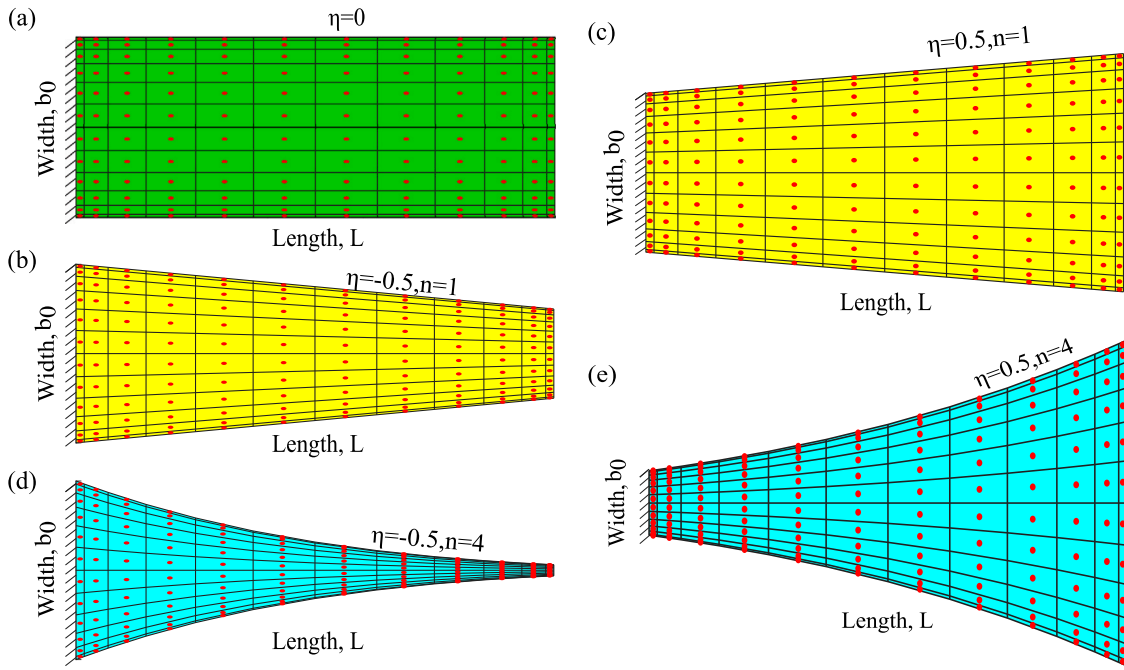 (a)
η=0
Width, b0
Length, L
(b)
η=-0.5,n=1
Width, b0
Length, L
(d)
η=-0.5,n=4
Width, b0
Length, L
(c)
η=0.5,n=1
Width, b0
Length, L
(e)
η=0.5,n=4
Width, b0
Length, L